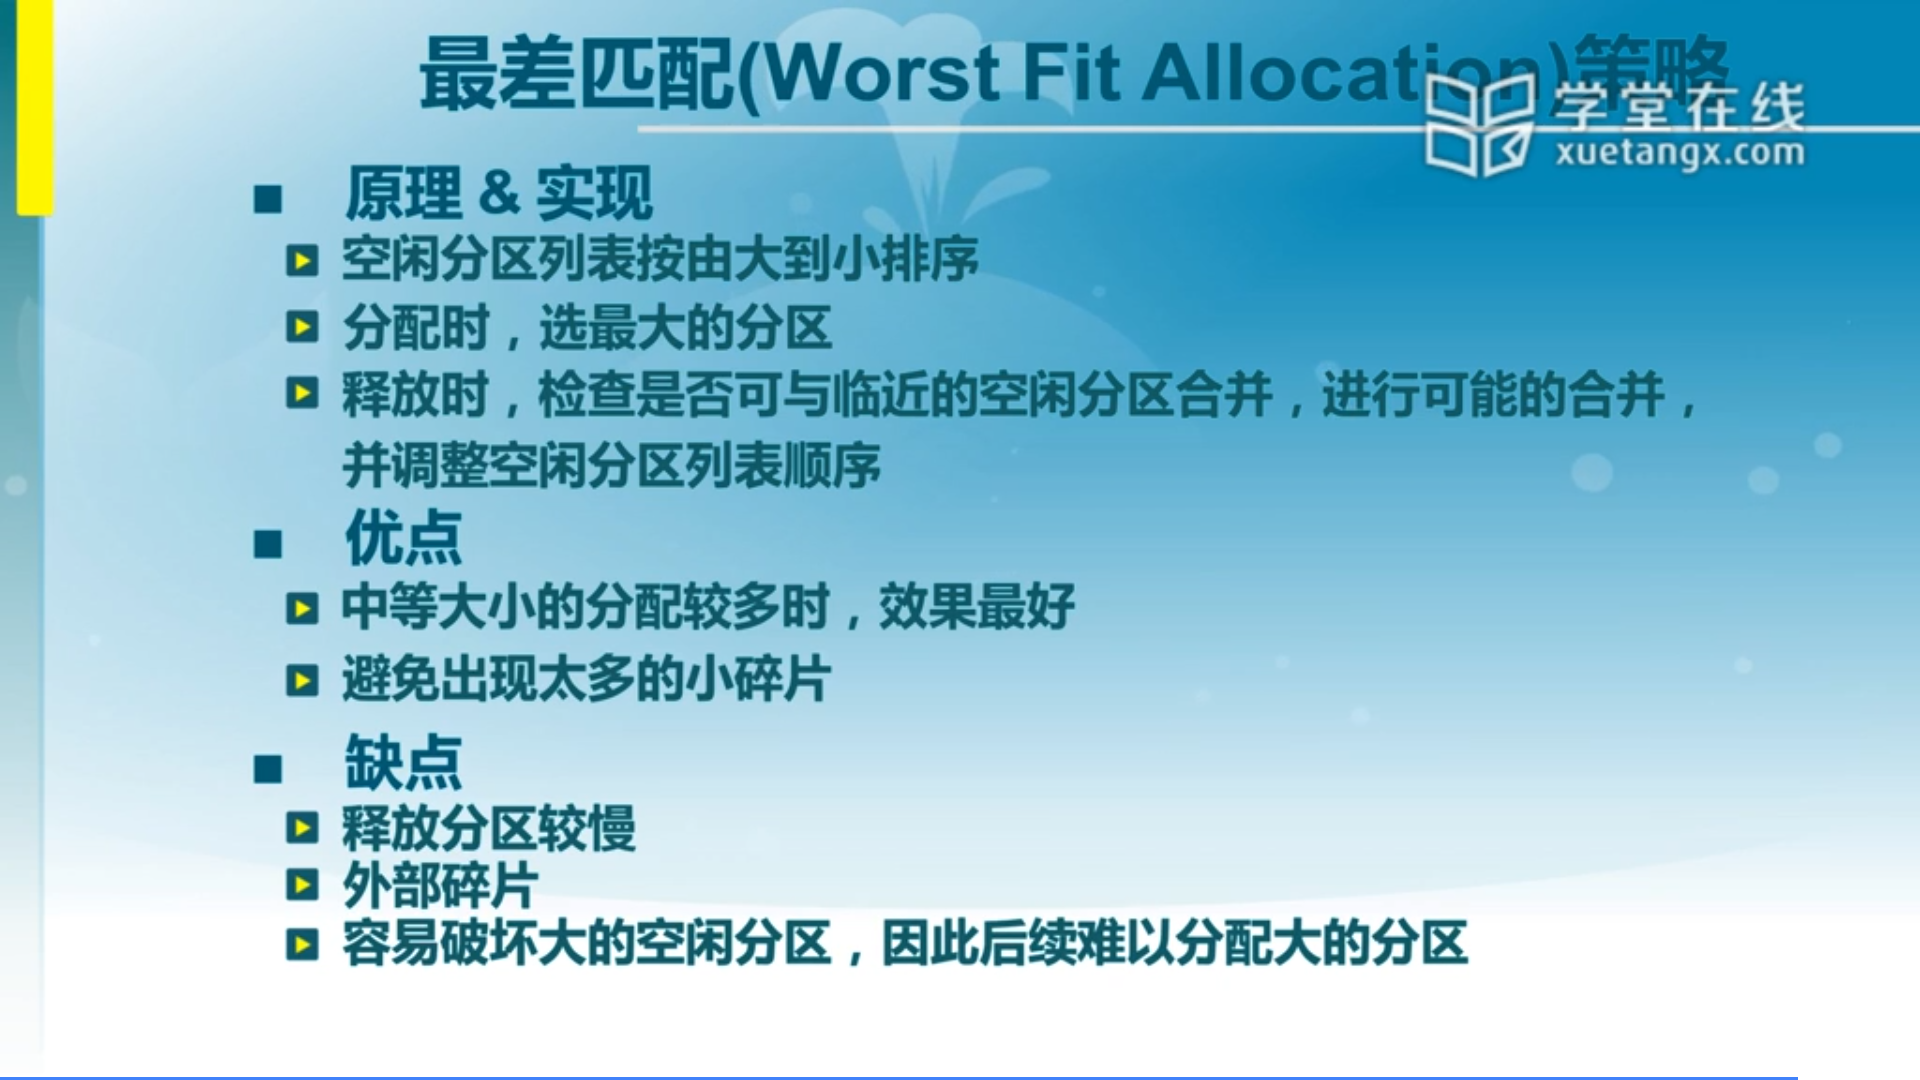 最差匹配(Worst Fit Allocation)策略
学堂在线
xuetangx.com
原理 & 实现
空闲分区列表按由大到小排序
分配时，选最大的分区
释放时，检查是否可与临近的空闲分区合并，进行可能的合并，
并调整空闲分区列表顺序
优点
中等大小的分配较多时，效果最好
避免出现太多的小碎片
缺点
释放分区较慢
外部碎片
容易破坏大的空闲分区，因此后续难以分配大的分区